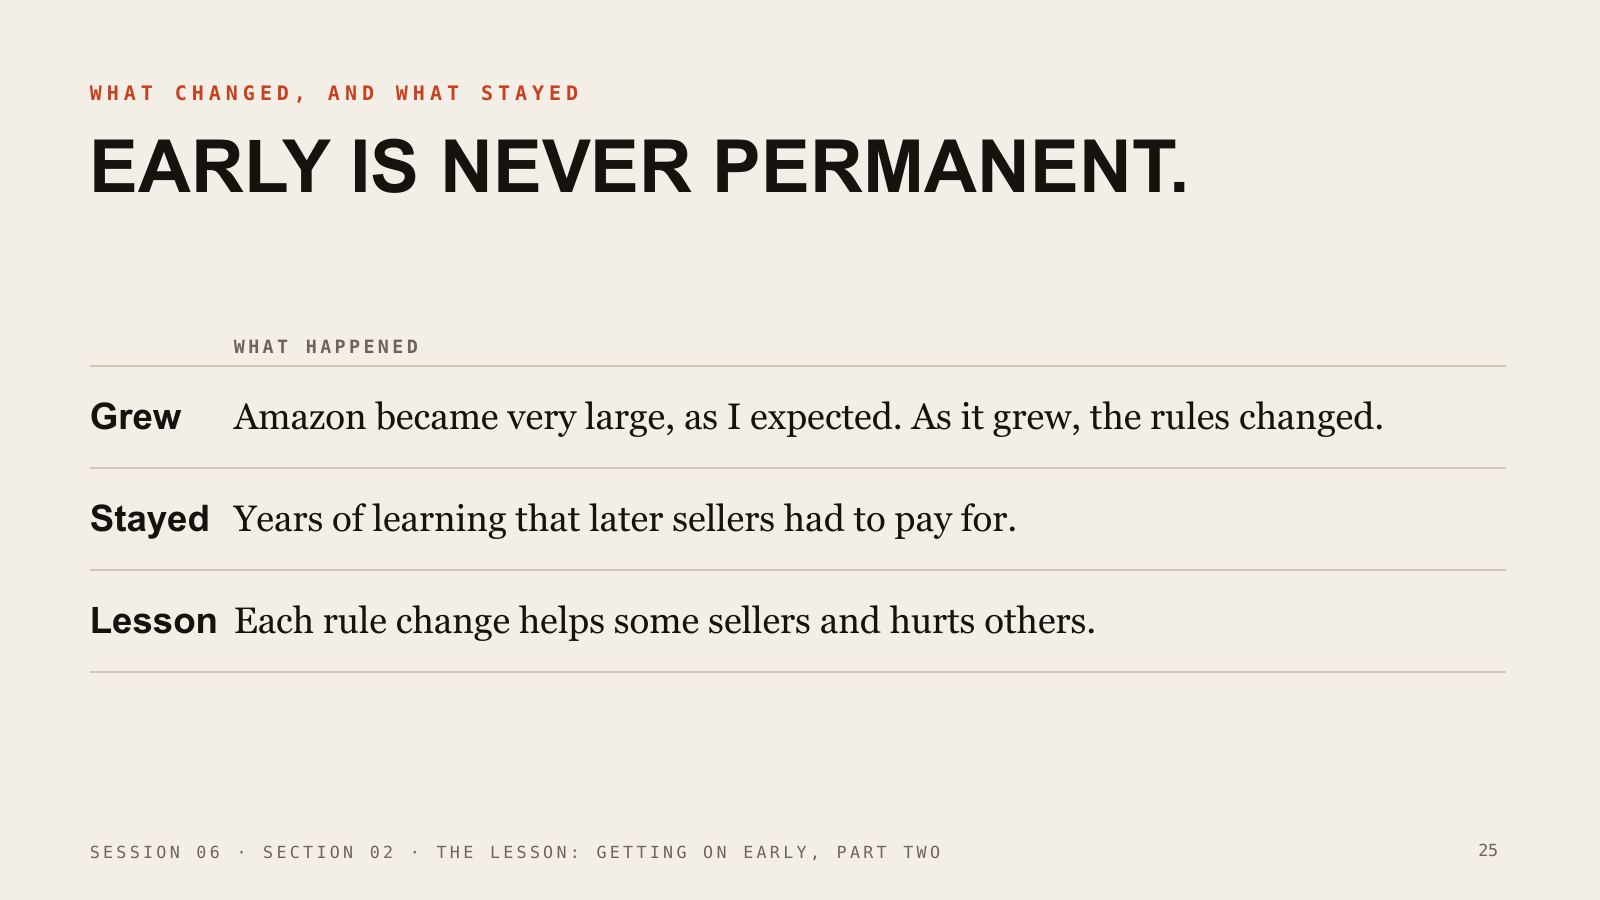 WHAT CHANGED, AND WHAT STAYED
EARLY IS NEVER PERMANENT.
WHAT HAPPENED
Grew Amazon became very large, as I expected. As it grew, the rules changed.
Stayed Years of learning that later sellers had to pay for.
Lesson Each rule change helps some sellers and hurts others.
SESSION 06 · SECTION 02 · THE LESSON: GETTING ON EARLY, PART TWO
25